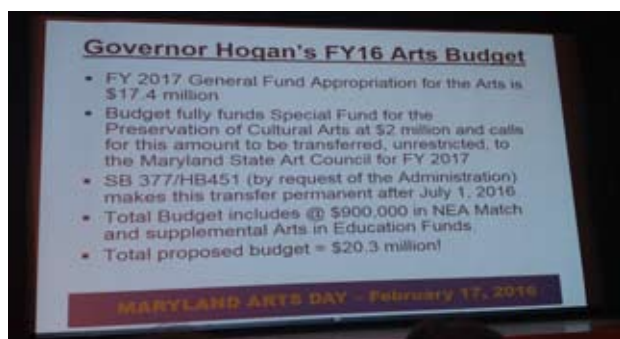 Governor Hogan's FY16 Arts Budget
• FY 2017 General Fund Appropriation for the Arts is
$17.4 million
• Budget fully funds Special Fund for the
Preservation of Cultural Arts at $2 million and calls
for this amount to be transferred, unrestricted, to
the Maryland State Art Council for FY 2017
• SB 377/HB451 (by request of the Administration)
makes this transfer permanent after July 1, 2016
• Total Budget includes @ $900,000 in NEA Match
and supplemental Arts in Education Funds
• Total proposed budget = $20.3 million!
MARYLAND ARTS DAY - February 17, 2016